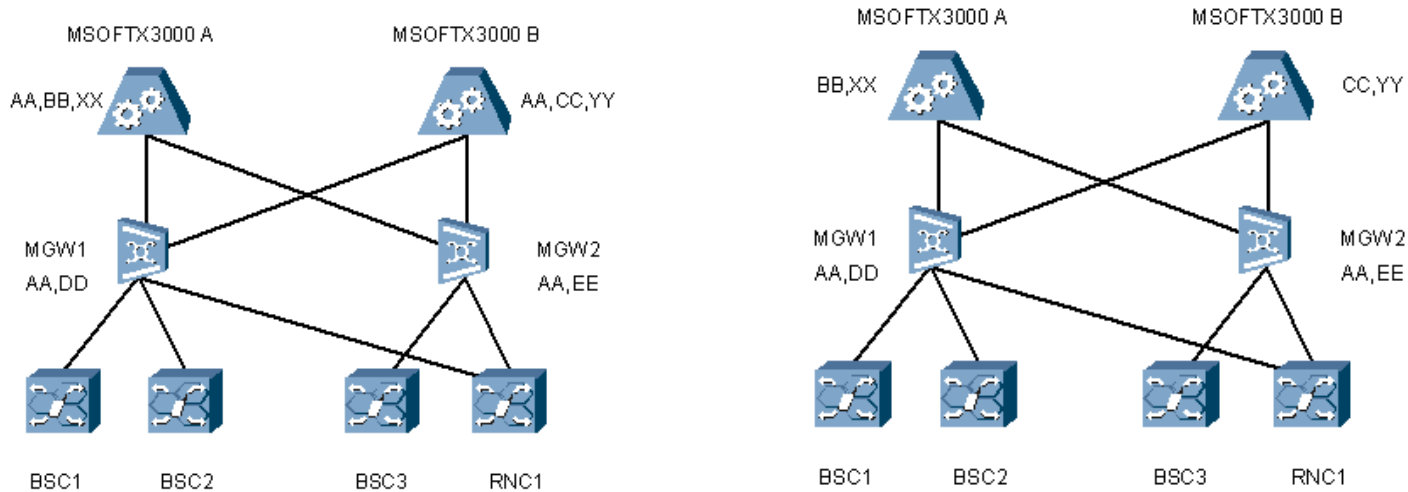 MSOFTX3000 A
MSOFTX3000 B
AA,BB,XX
AA,CC,YY
MGW1
AA,DD
MGW2
AA,EE
BSC1
BSC2
BSC3
RNC1
MSOFTX3000 A
MSOFTX3000 B
BB,XX
CC,YY
MGW1
AA,DD
MGW2
AA,EE
BSC1
BSC2
BSC3
RNC1